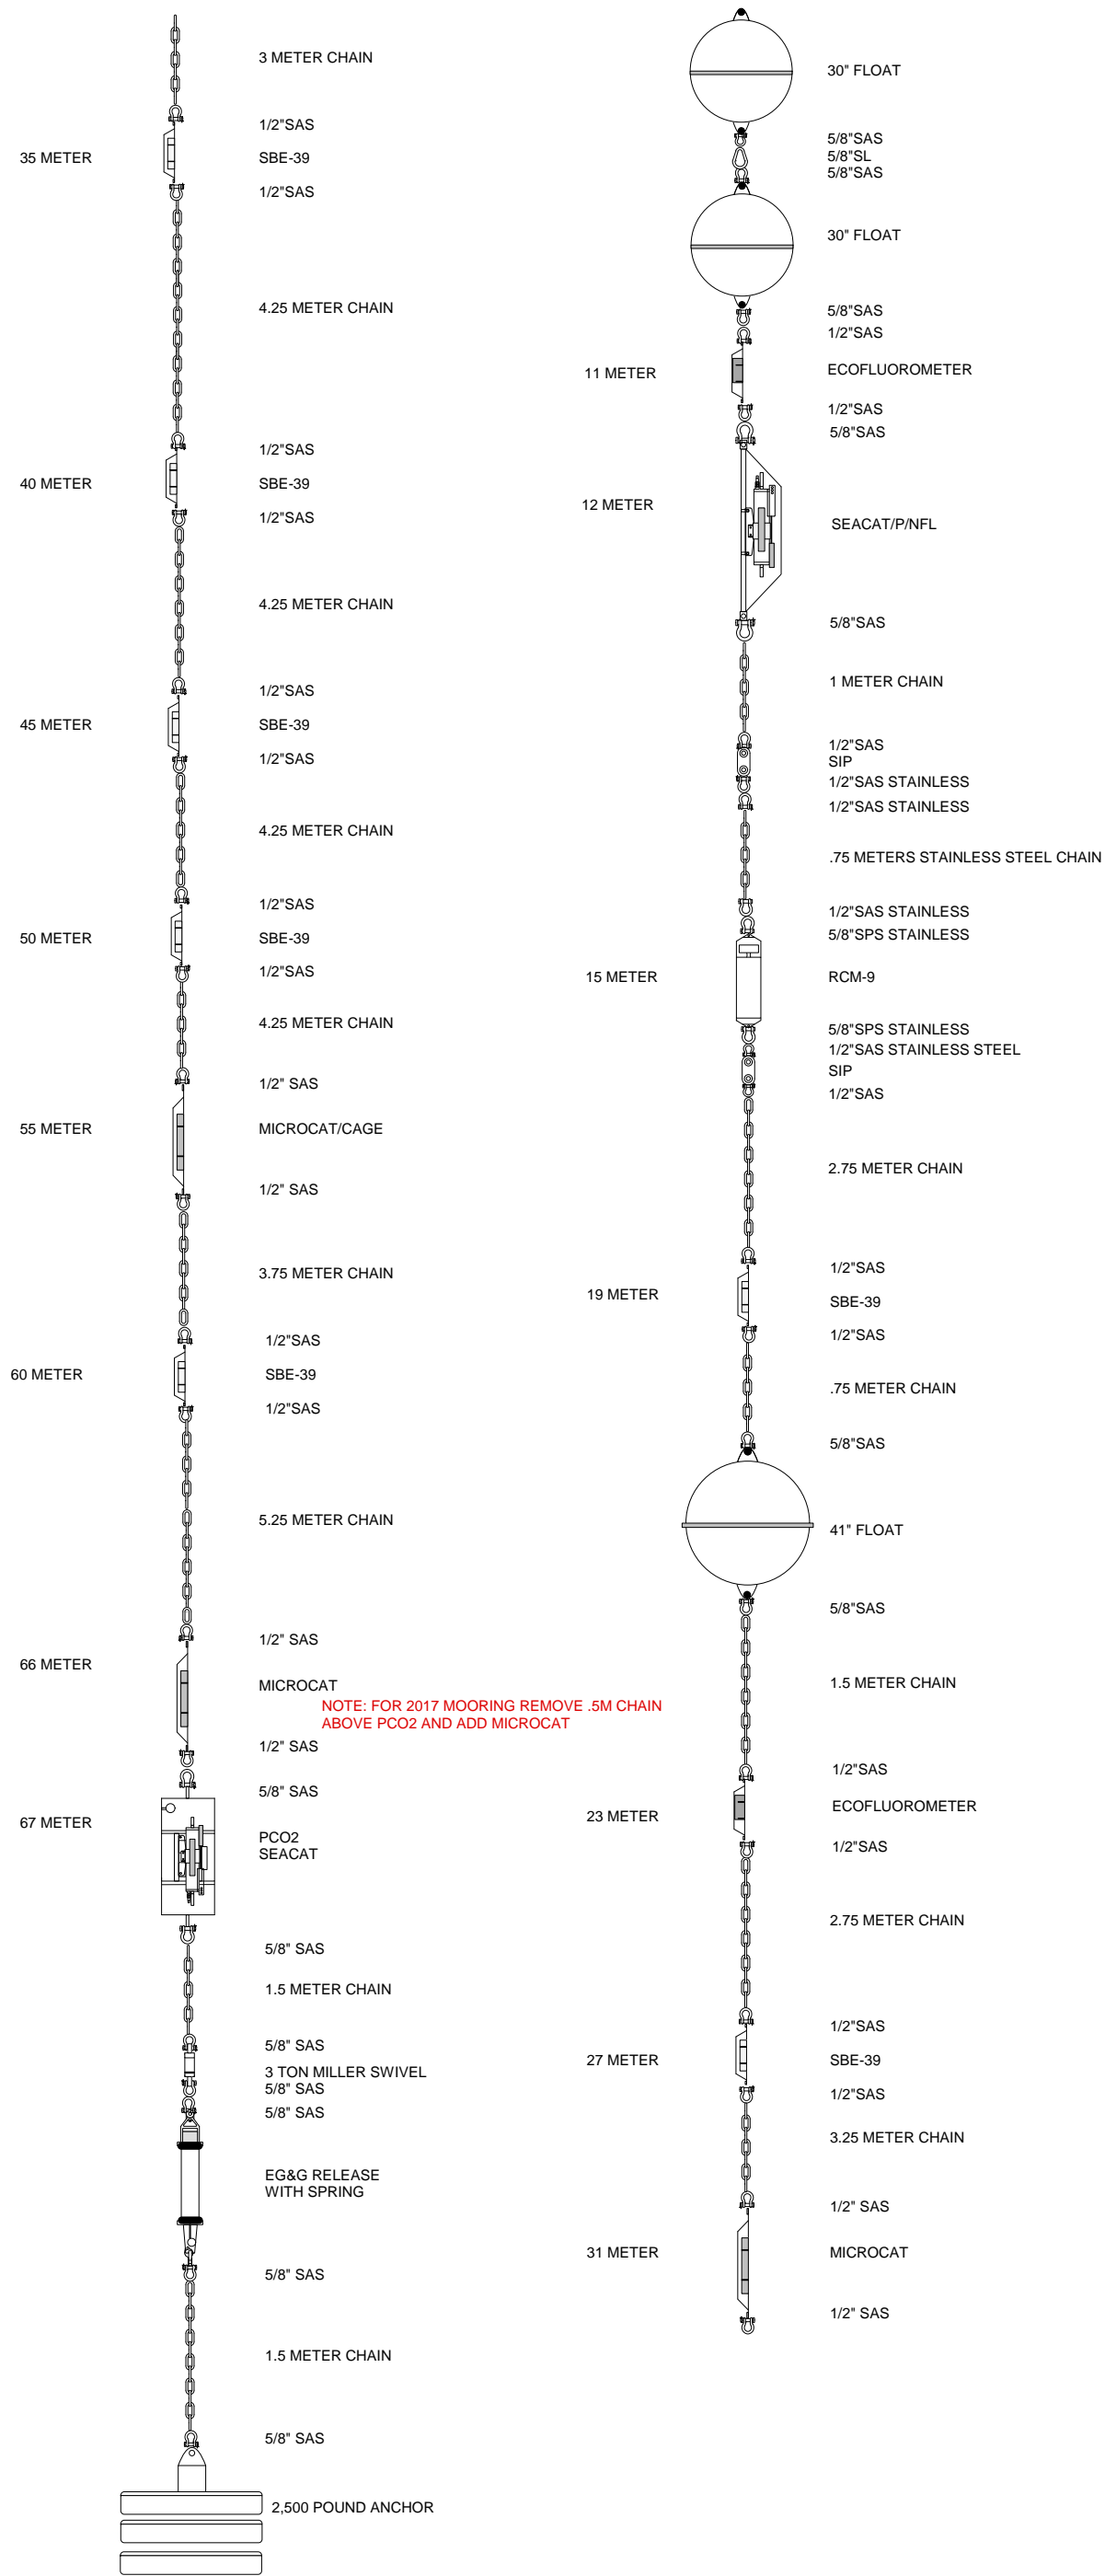 3 METER CHAIN
1/2"SAS
35 METER
SBE-39
1/2"SAS
4.25 METER CHAIN
1/2"SAS
40 METER
SBE-39
1/2"SAS
4.25 METER CHAIN
1/2"SAS
45 METER
SBE-39
1/2"SAS
4.25 METER CHAIN
1/2"SAS
50 METER
SBE-39
1/2"SAS
4.25 METER CHAIN
1/2" SAS
55 METER
MICROCAT/CAGE
1/2" SAS
3.75 METER CHAIN
1/2"SAS
60 METER
SBE-39
1/2"SAS
5.25 METER CHAIN
1/2" SAS
66 METER
MICROCAT
NOTE: FOR 2017 MOORING REMOVE .5M CHAIN
ABOVE PCO2 AND ADD MICROCAT
1/2" SAS
5/8" SAS
67 METER
PCO2
SEACAT
5/8" SAS
1.5 METER CHAIN
5/8" SAS
3 TON MILLER SWIVEL
5/8" SAS
5/8" SAS
EG&G RELEASE
WITH SPRING
5/8" SAS
1.5 METER CHAIN
5/8" SAS
2,500 POUND ANCHOR
30" FLOAT
5/8"SAS
5/8"SL
5/8"SAS
30" FLOAT
5/8"SAS
1/2"SAS
11 METER
ECOFLUOROMETER
1/2"SAS
5/8"SAS
12 METER
SEACAT/P/NFL
5/8"SAS
1 METER CHAIN
1/2"SAS
SIP
1/2"SAS STAINLESS
1/2"SAS STAINLESS
.75 METERS STAINLESS STEEL CHAIN
1/2"SAS STAINLESS
5/8"SPS STAINLESS
15 METER
RCM-9
5/8"SPS STAINLESS
1/2"SAS STAINLESS STEEL
SIP
1/2"SAS
2.75 METER CHAIN
1/2"SAS
19 METER
SBE-39
1/2"SAS
.75 METER CHAIN
5/8"SAS
41" FLOAT
5/8"SAS
1.5 METER CHAIN
1/2"SAS
23 METER
ECOFLUOROMETER
1/2"SAS
2.75 METER CHAIN
1/2"SAS
27 METER
SBE-39
1/2"SAS
3.25 METER CHAIN
1/2" SAS
31 METER
MICROCAT
1/2" SAS